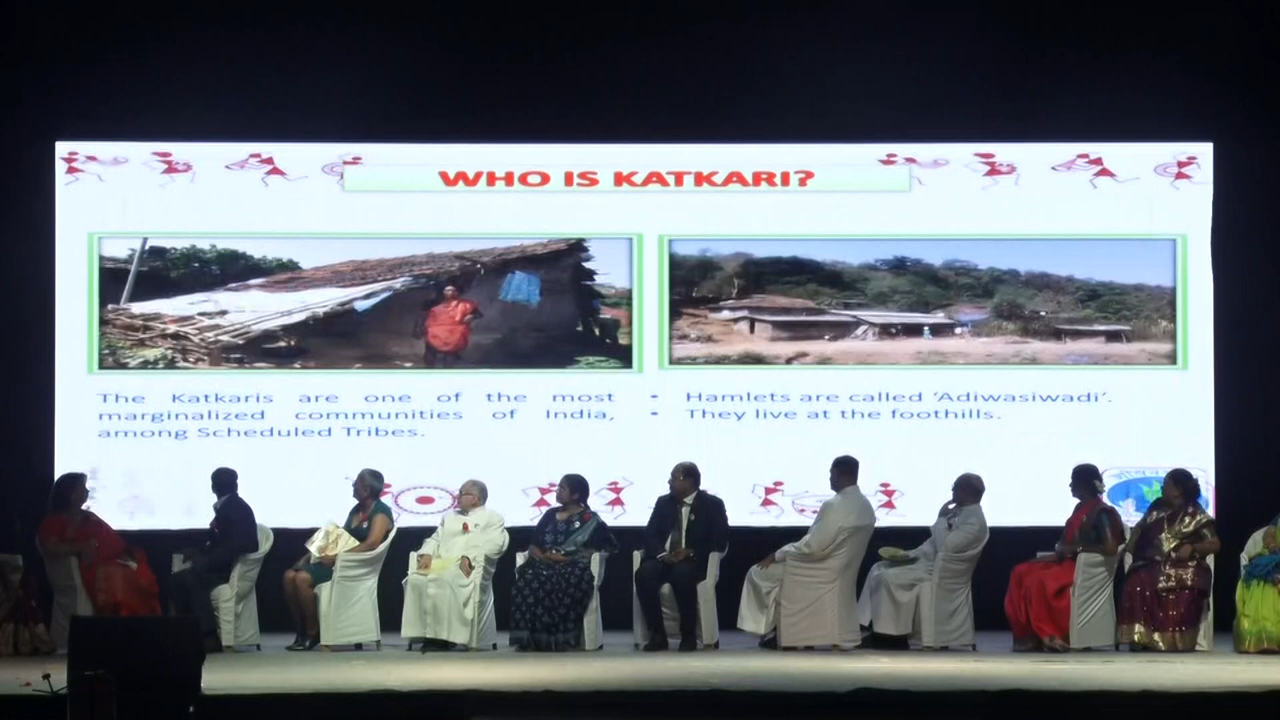 WHO IS KATKARI?
The Katkaris are one of the most
marginalized communities of India,
among Scheduled Tribes.
• Hamlets are called ‘Adiwasiwadi’.
• They live at the foothills.